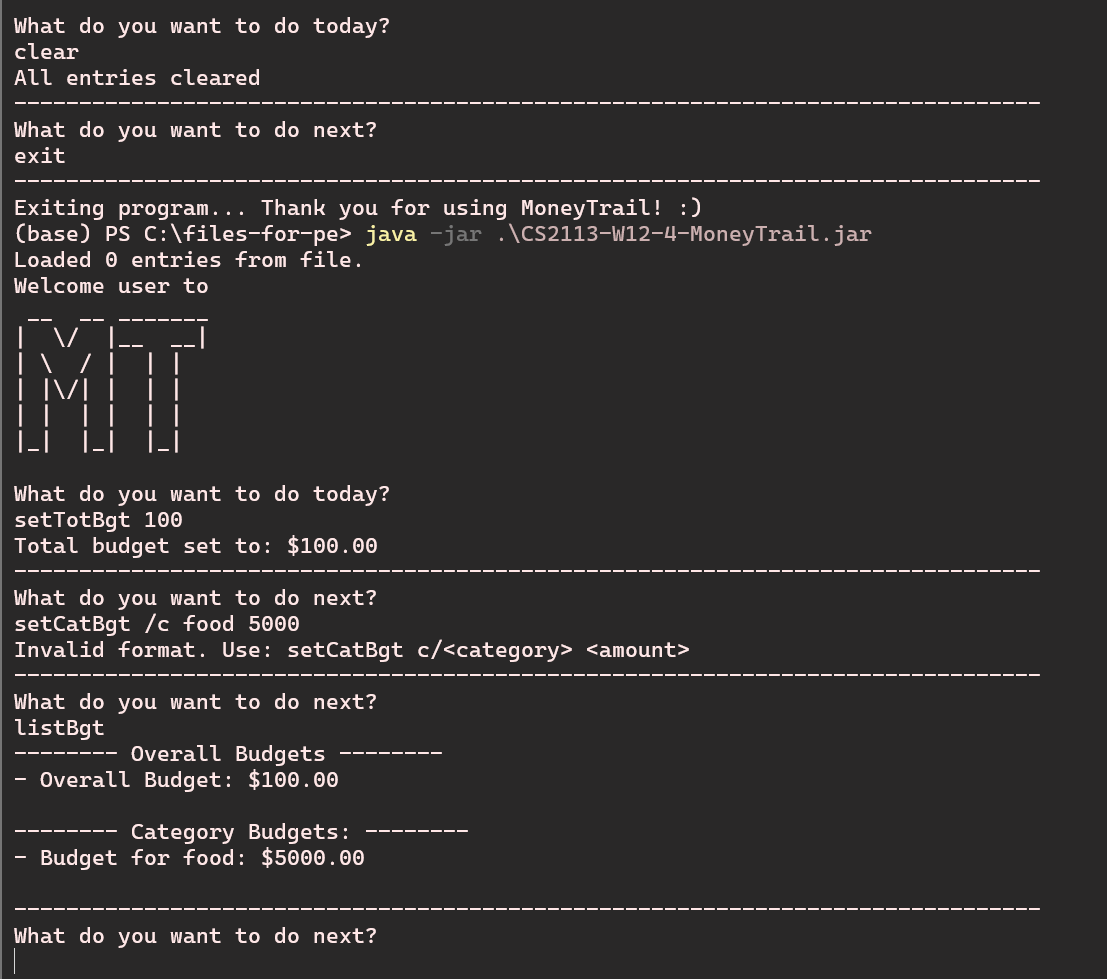 What do you want to do today?
clear
All entries cleared
-------------------------------------------------------------------------------
What do you want to do next?
exit
-------------------------------------------------------------------------------
Exiting program... Thank you for using MoneyTrail! :)
(base) PS C:\files-for-pe> java -jar .\CS2113-W12-4-MoneyTrail.jar
Loaded 0 entries from file.
Welcome user to
 __  __ _______
|  \/  |__   __|
| \  / |  | |
| |\/| |  | |
| |  | |  | |
|_|  |_|  |_|

What do you want to do today?
setTotBgt 100
Total budget set to: $100.00
-------------------------------------------------------------------------------
What do you want to do next?
setCatBgt /c food 5000
Invalid format. Use: setCatBgt c/<category> <amount>
-------------------------------------------------------------------------------
What do you want to do next?
listBgt
-------- Overall Budgets --------
- Overall Budget: $100.00

-------- Category Budgets: --------
- Budget for food: $5000.00

-------------------------------------------------------------------------------
What do you want to do next?